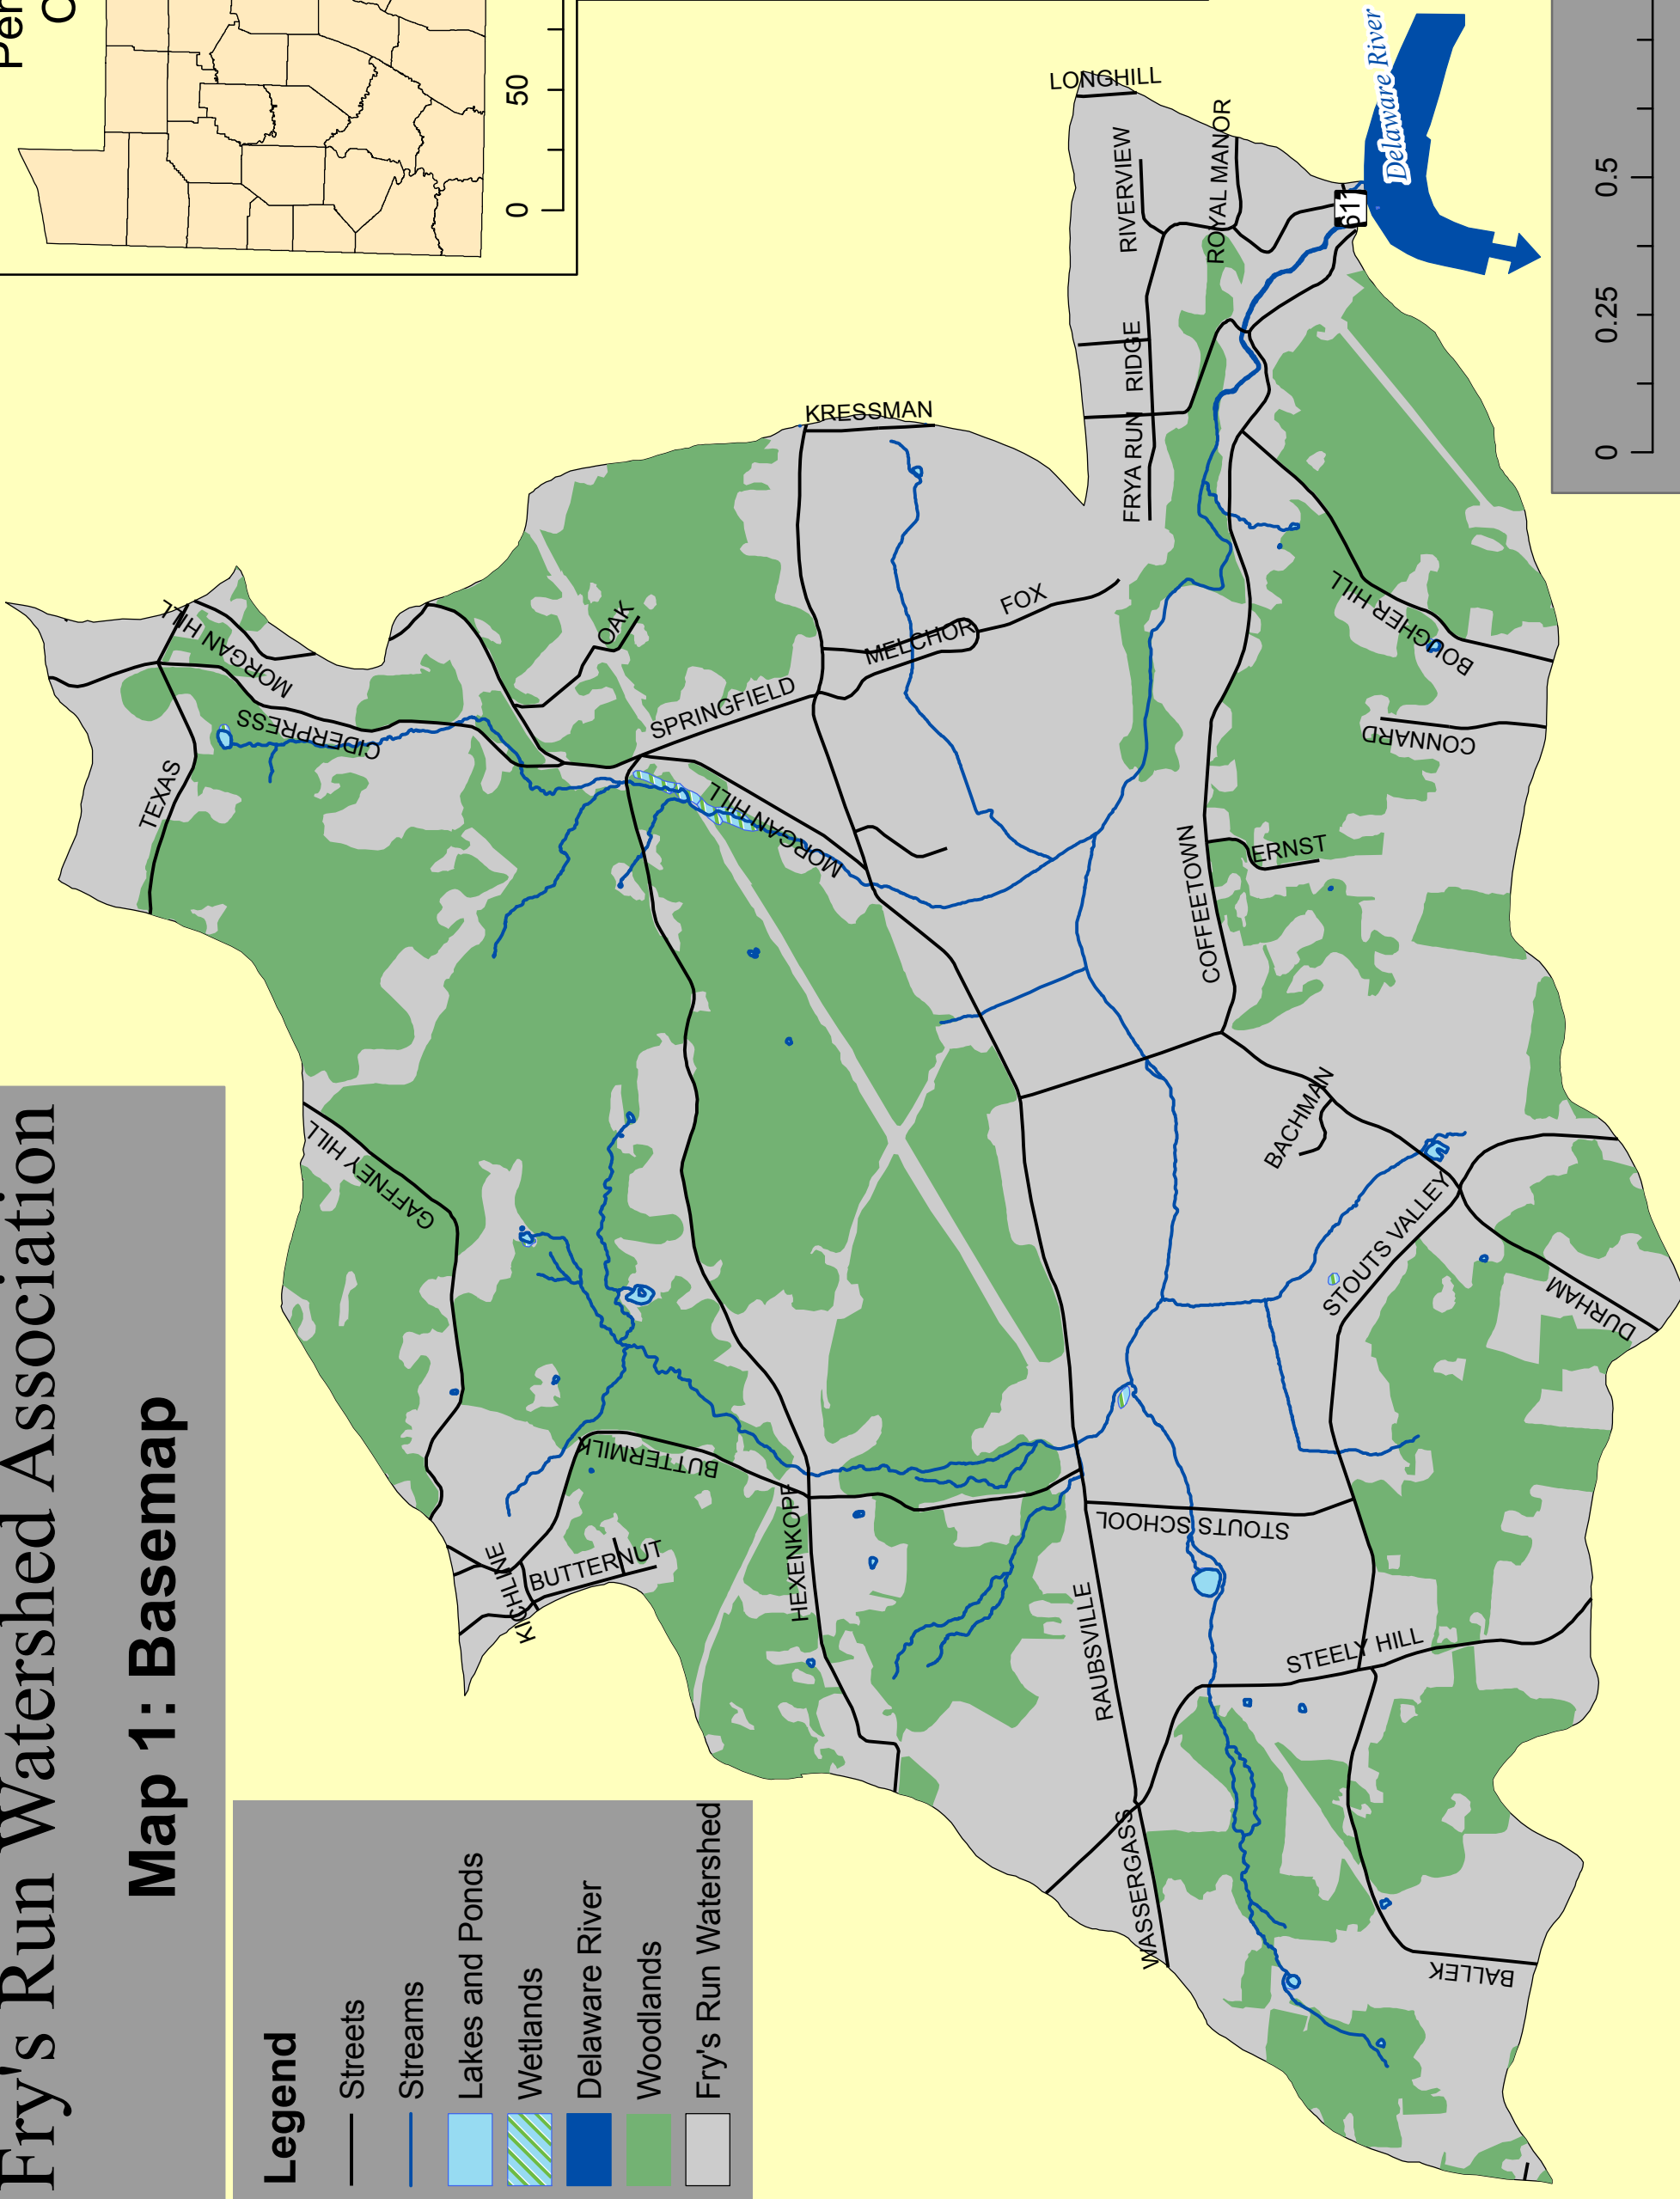 Fry's Run Watershed Association
Map 1: Basemap
Legend
Streets
Streams
Lakes and Ponds
Wetlands
Delaware River
Woodlands
Fry's Run Watershed
0 50
TEXAS
MORGAN HILL
CIDERPRESS
OAK
SPRINGFIELD
MORGAN HILL
KRESSMAN
MELCHOR
FOX
LONGHILL
RIVERVIEW
ROYAL MANOR
FRYA RUN
RIDGE
611
Delaware River
GAFFNEY HILL
BUTTERMILK
KICHLINE
BUTTERNUT
HEXENKOPF
RAUBSVILLE
WASSERGASS
STOUTS SCHOOL
STEELY HILL
BALLEK
STOUTS VALLEY
DURHAM
BACHMAN
COFFEETOWN
ERNST
CONNARD
BOUGHER HILL
0 0.25 0.5